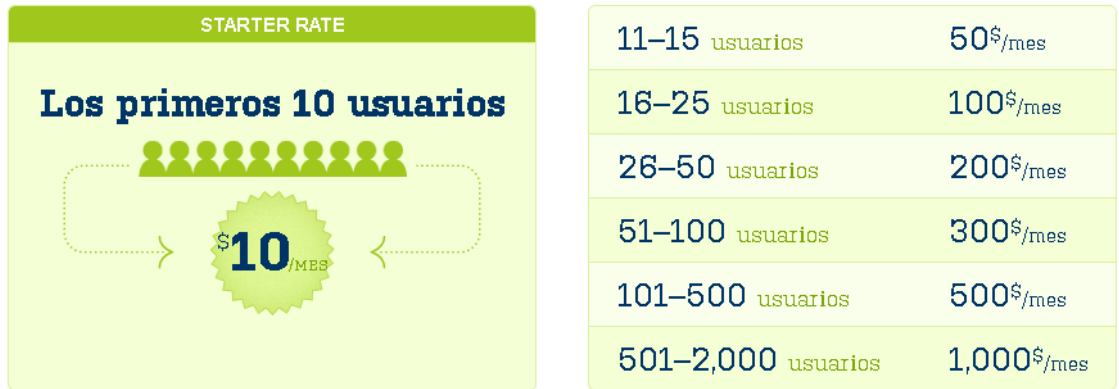 STARTER RATE
Los primeros 10 usuarios
$10/MES
11–15 usuarios 50$/mes
16–25 usuarios 100$/mes
26–50 usuarios 200$/mes
51–100 usuarios 300$/mes
101–500 usuarios 500$/mes
501–2,000 usuarios 1,000$/mes